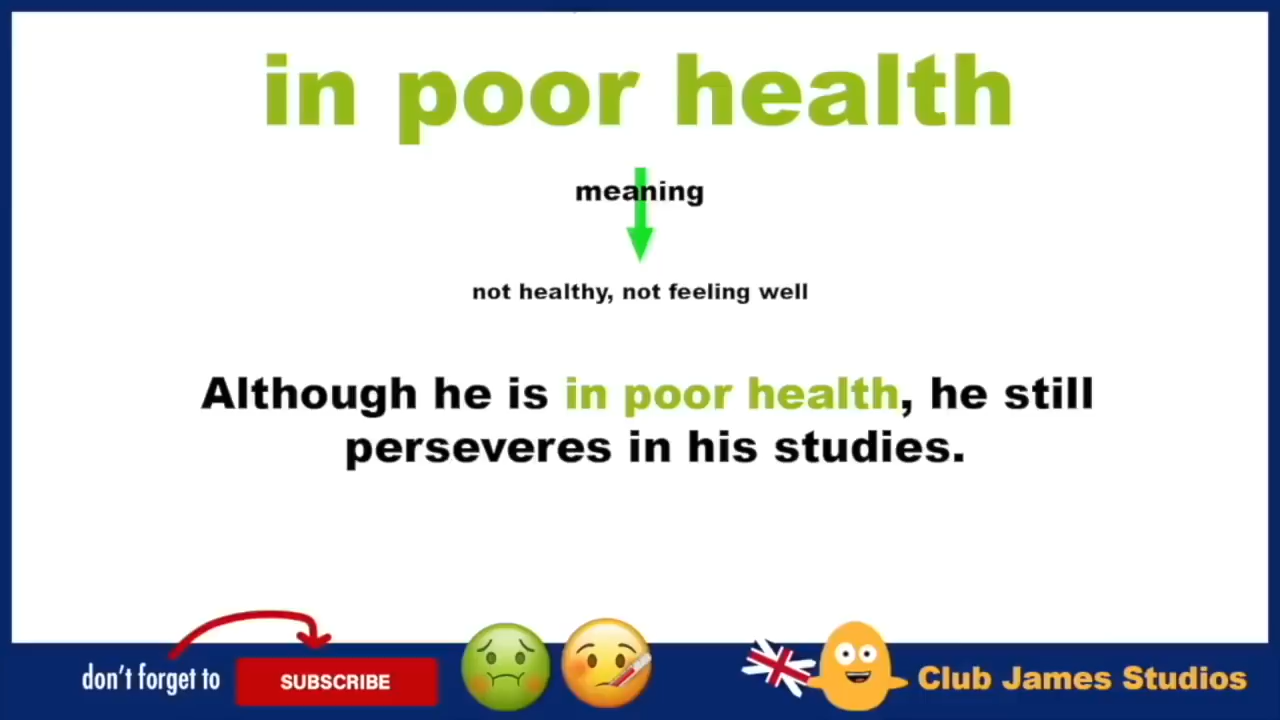 in poor health
meaning
not healthy, not feeling well
Although he is in poor health, he still
perseveres in his studies.
don't forget to
SUBSCRIBE
Club James Studios